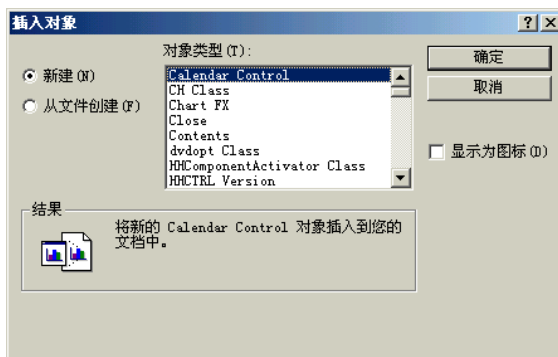 插入对象
对象类型(T):
新建(N)
从文件创建(F)
Calendar Control
CH Class
Chart FX
Close
Contents
dvdopt Class
HHComponentActivator Class
HHCTRL Version
确定
取消
显示为图标(D)
结果
将新的 Calendar Control 对象插入到您的
文档中。